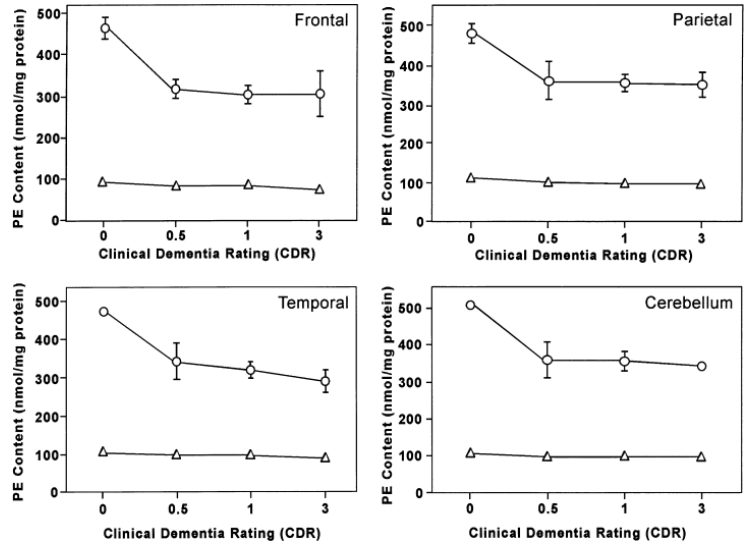 Frontal
PE Content (nmol/mg protein)
500
400
300
200
100
0
0 0.5 1 3
Clinical Dementia Rating (CDR)
Parietal
PE Content (nmol/mg protein)
500
400
300
200
100
0
0 0.5 1 3
Clinical Dementia Rating (CDR)
Temporal
PE Content (nmol/mg protein)
500
400
300
200
100
0
0 0.5 1 3
Clinical Dementia Rating (CDR)
Cerebellum
PE Content (nmol/mg protein)
500
400
300
200
100
0
0 0.5 1 3
Clinical Dementia Rating (CDR)